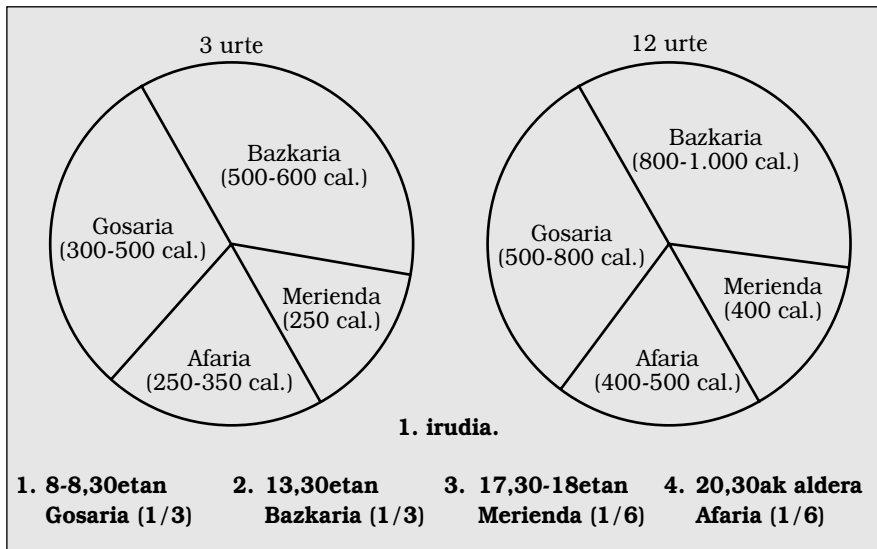 3 urte
Bazkaria
(500-600 cal.)
Gosaria
(300-500 cal.)
Merienda
(250 cal.)
Afaria
(250-350 cal.)
12 urte
Bazkaria
(800-1.000 cal.)
Gosaria
(500-800 cal.)
Merienda
(400 cal.)
Afaria
(400-500 cal.)
1. irudia.
1. 8-8,30etan
Gosaria (1/3)
2. 13,30etan
Bazkaria (1/3)
3. 17,30-18etan
Merienda (1/6)
4. 20,30ak aldera
Afaria (1/6)